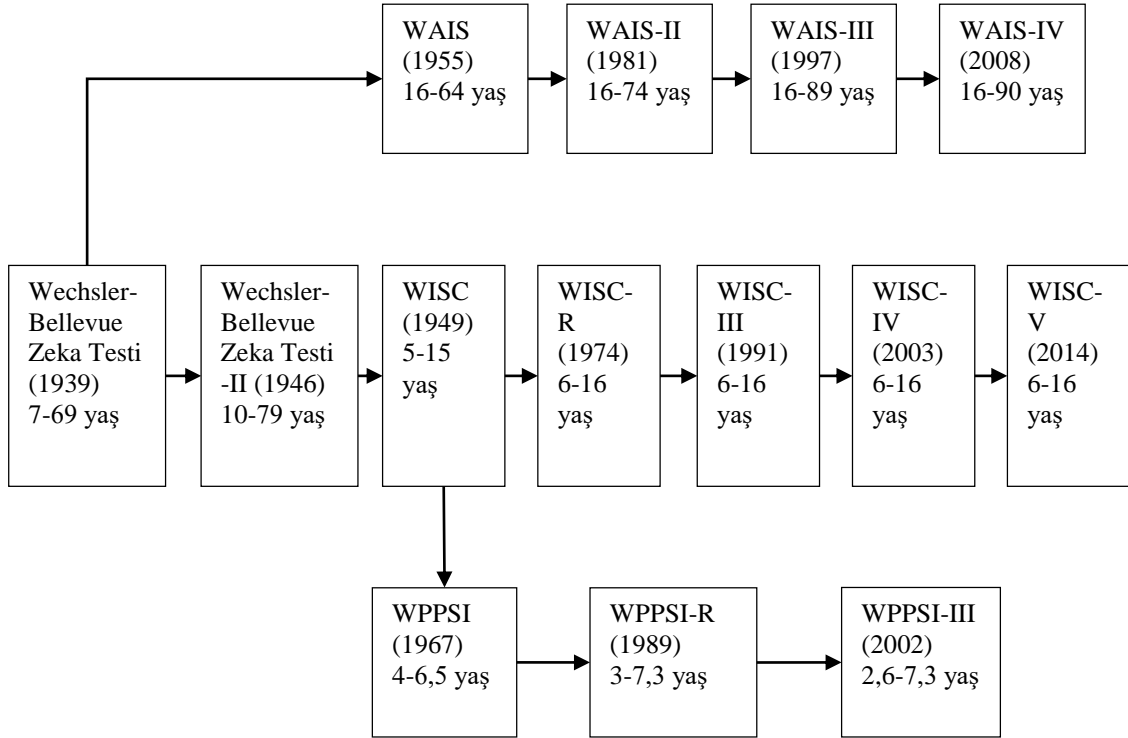 WAIS
(1955)
16-64 yaş
WAIS-II
(1981)
16-74 yaş
WAIS-III
(1997)
16-89 yaş
WAIS-IV
(2008)
16-90 yaş
Wechsler-
Bellevue
Zeka Testi
(1939)
7-69 yaş
Wechsler-
Bellevue
Zeka Testi
-II (1946)
10-79 yaş
WISC
(1949)
5-15
yaş
WISC-
R
(1974)
6-16
yaş
WISC-
III
(1991)
6-16
yaş
WISC-
IV
(2003)
6-16
yaş
WISC-
V
(2014)
6-16
yaş
WPPSI
(1967)
4-6,5 yaş
WPPSI-R
(1989)
3-7,3 yaş
WPPSI-III
(2002)
2,6-7,3 yaş